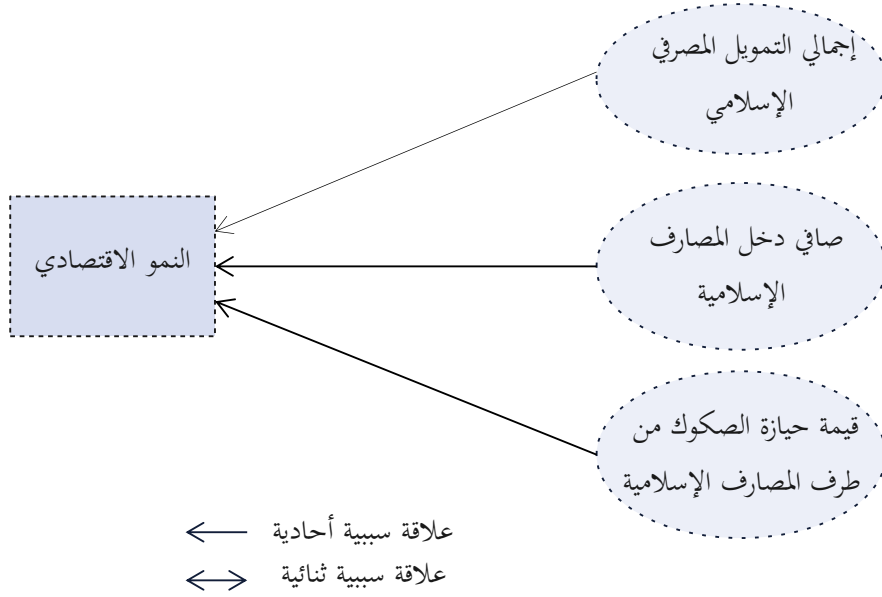 إجمالي التمويل المصرفي
الإسلامي
صافي دخل المصارف
الإسلامية
النمو الاقتصادي
قيمة حيازة الصكوك من
طرف المصارف الإسلامية
علاقة سببية أحادية
علاقة سببية ثنائية